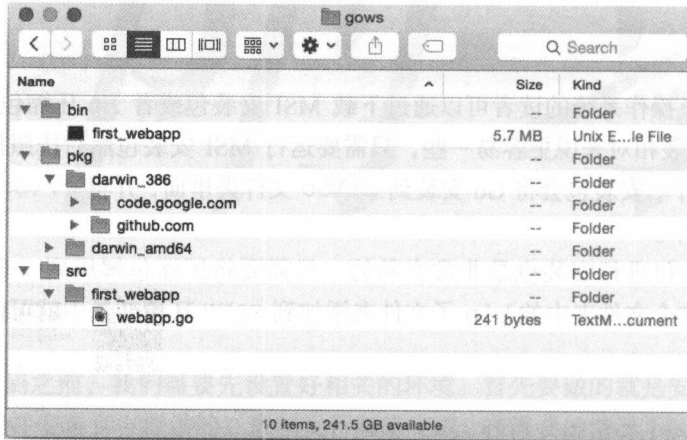 gows
Search
Name Size Kind
bin -- Folder
first_webapp 5.7 MB Unix E...le File
pkg -- Folder
darwin_386 -- Folder
code.google.com -- Folder
github.com -- Folder
darwin_amd64 -- Folder
src -- Folder
first_webapp -- Folder
webapp.go 241 bytes TextM...cument
10 items, 241.5 GB available